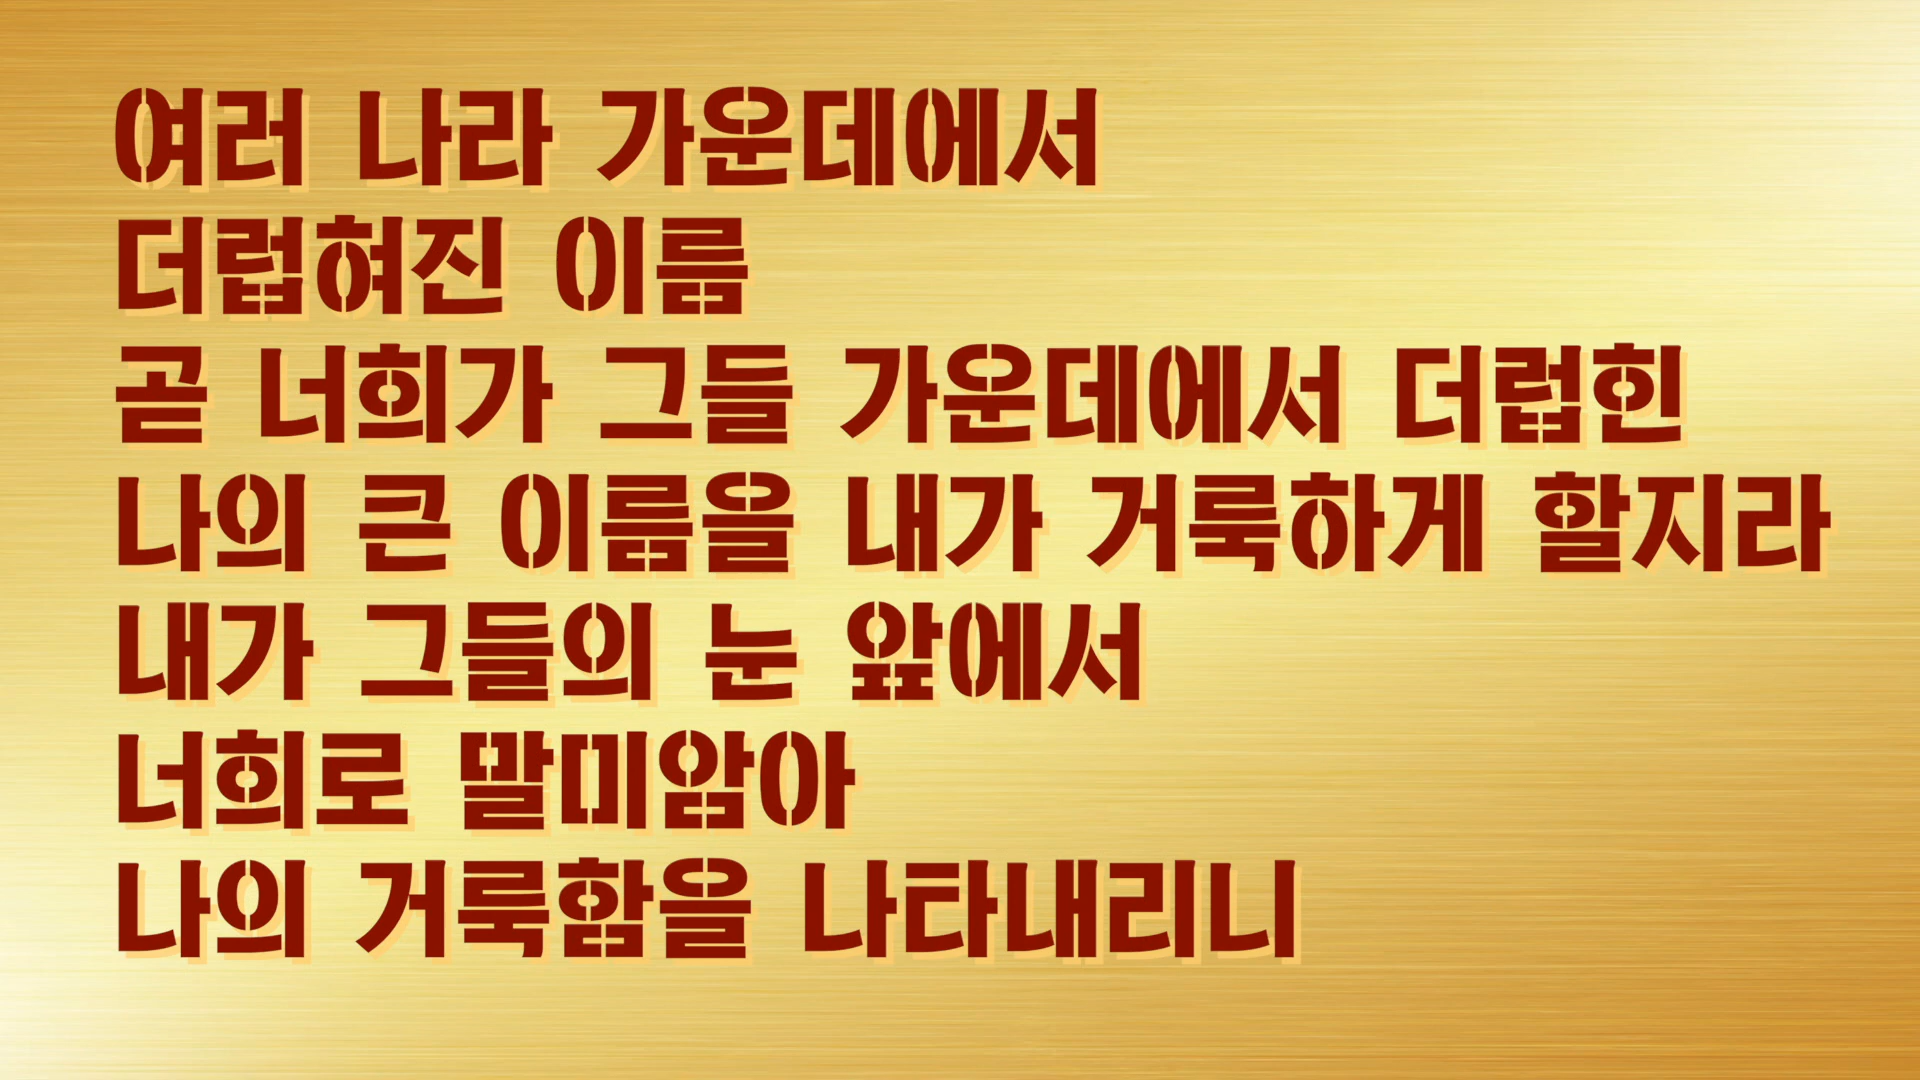 여러 나라 가운데에서
더럽혀진 이름
곧 너희가 그들 가운데에서 더럽힌
나의 큰 이름을 내가 거룩하게 할지라
내가 그들의 눈 앞에서
너희로 말미암아
나의 거룩함을 나타내리니